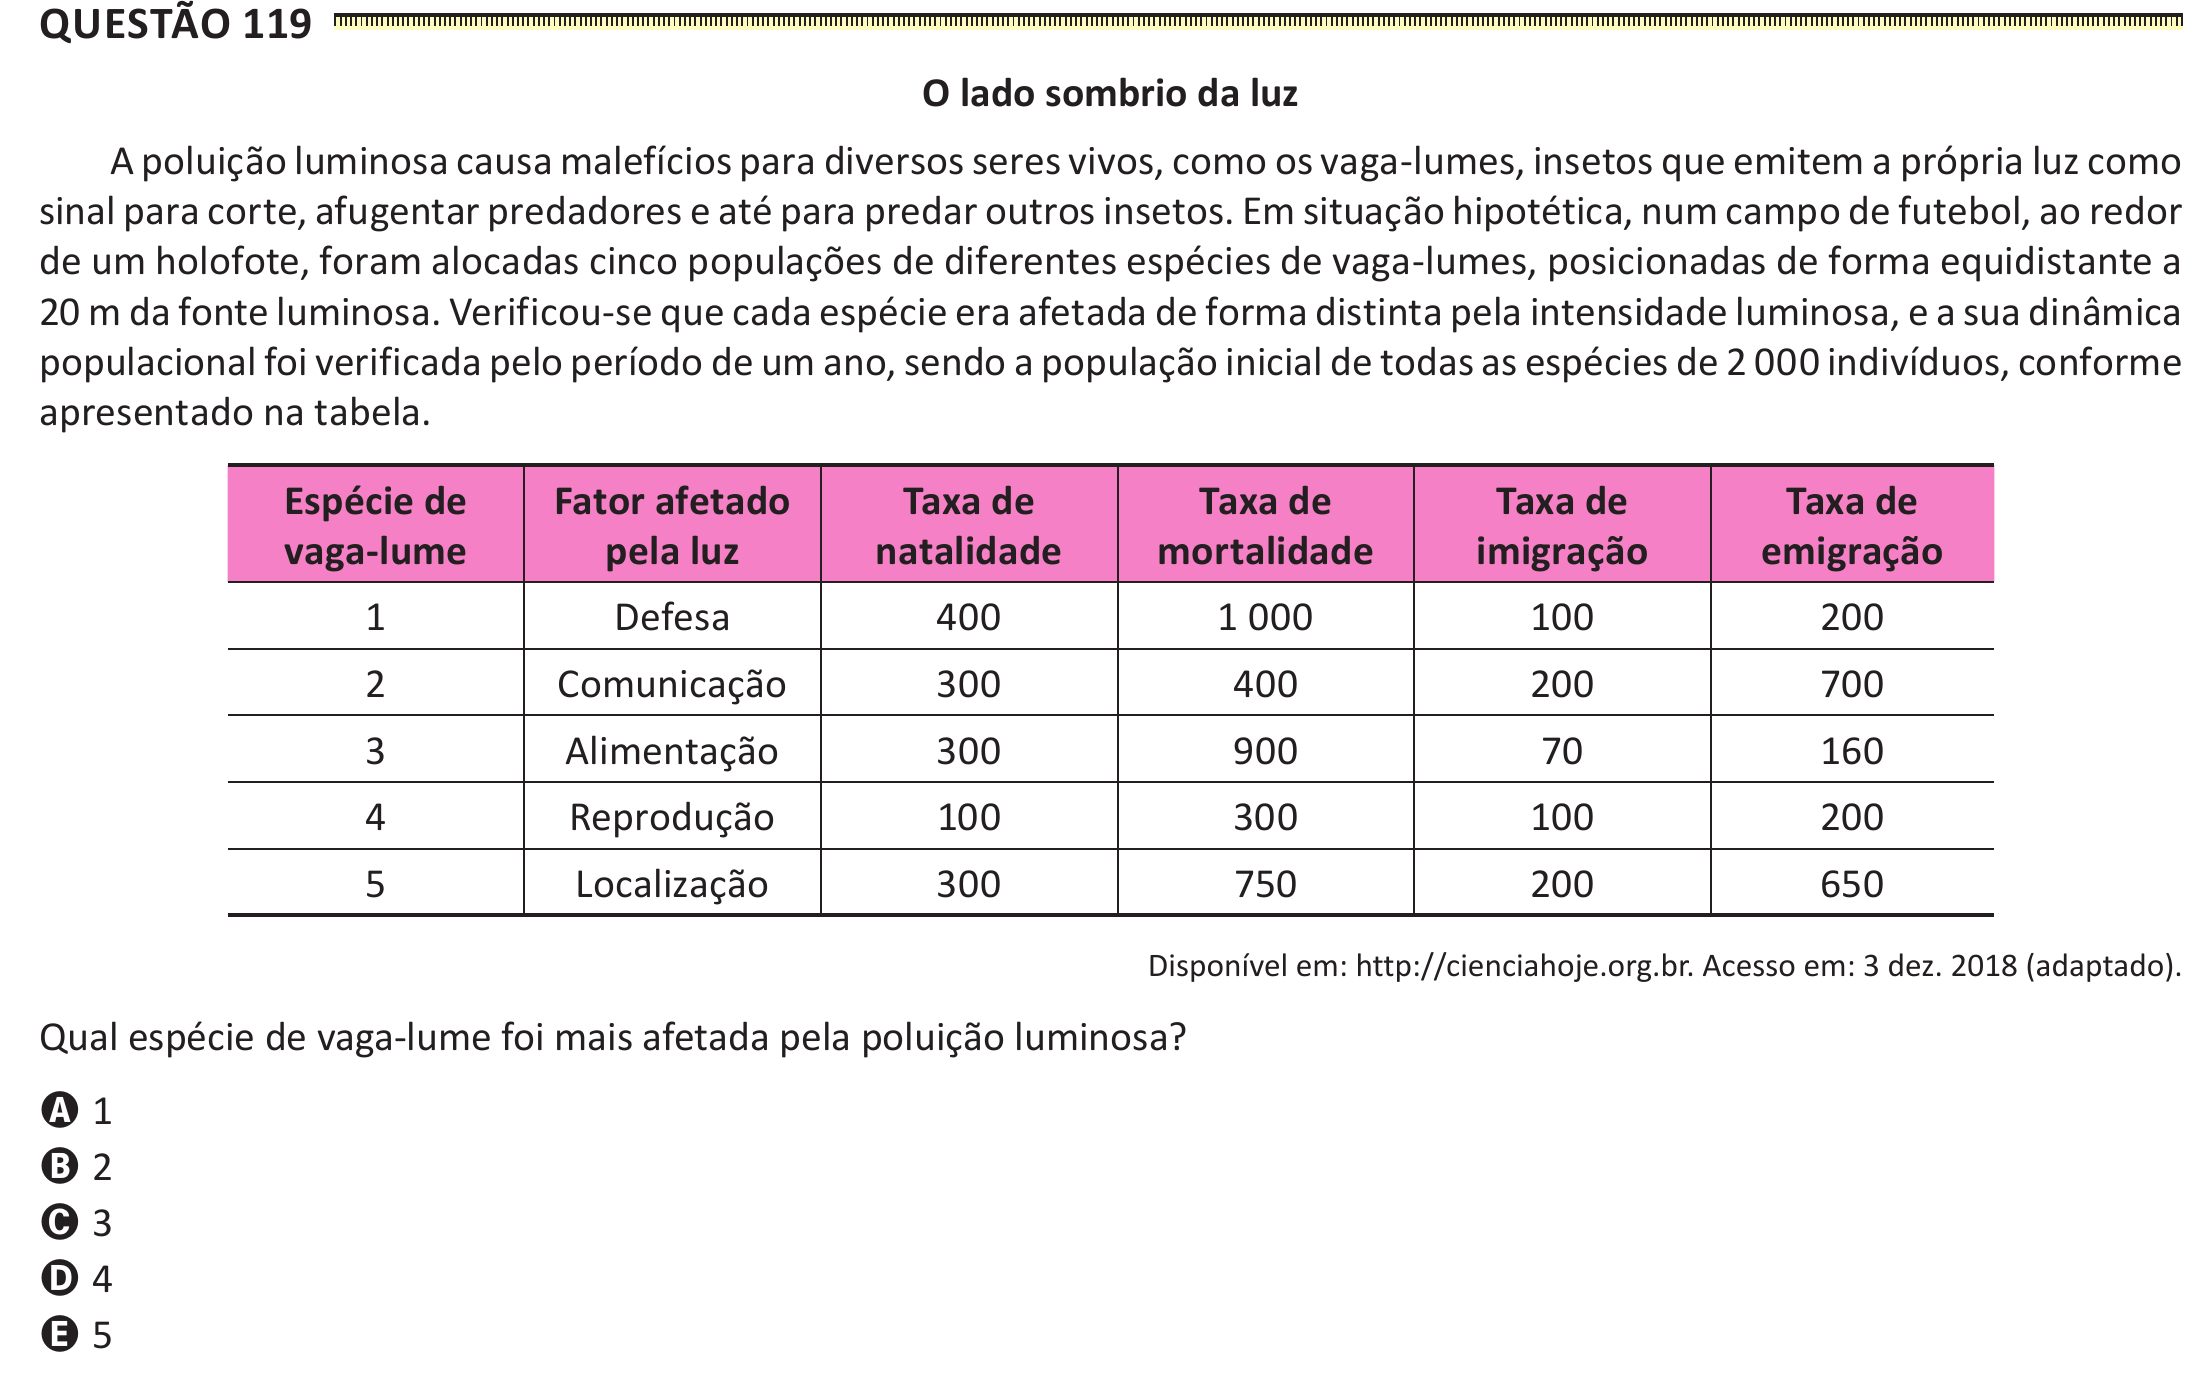 QUESTÃO 119
O lado sombrio da luz
A poluição luminosa causa malefícios para diversos seres vivos, como os vaga-lumes, insetos que emitem a própria luz como
sinal para corte, afugentar predadores e até para predar outros insetos. Em situação hipotética, num campo de futebol, ao redor
de um holofote, foram alocadas cinco populações de diferentes espécies de vaga-lumes, posicionadas de forma equidistante a
20 m da fonte luminosa. Verificou-se que cada espécie era afetada de forma distinta pela intensidade luminosa, e a sua dinâmica
populacional foi verificada pelo período de um ano, sendo a população inicial de todas as espécies de 2 000 indivíduos, conforme
apresentado na tabela.
Espécie de vaga-lume Fator afetado pela luz Taxa de natalidade Taxa de mortalidade Taxa de imigração Taxa de emigração
1 Defesa 400 1 000 100 200
2 Comunicação 300 400 200 700
3 Alimentação 300 900 70 160
4 Reprodução 100 300 100 200
5 Localização 300 750 200 650
Disponível em: http://cienciahoje.org.br. Acesso em: 3 dez. 2018 (adaptado).
Qual espécie de vaga-lume foi mais afetada pela poluição luminosa?
A 1
B 2
C 3
D 4
E 5